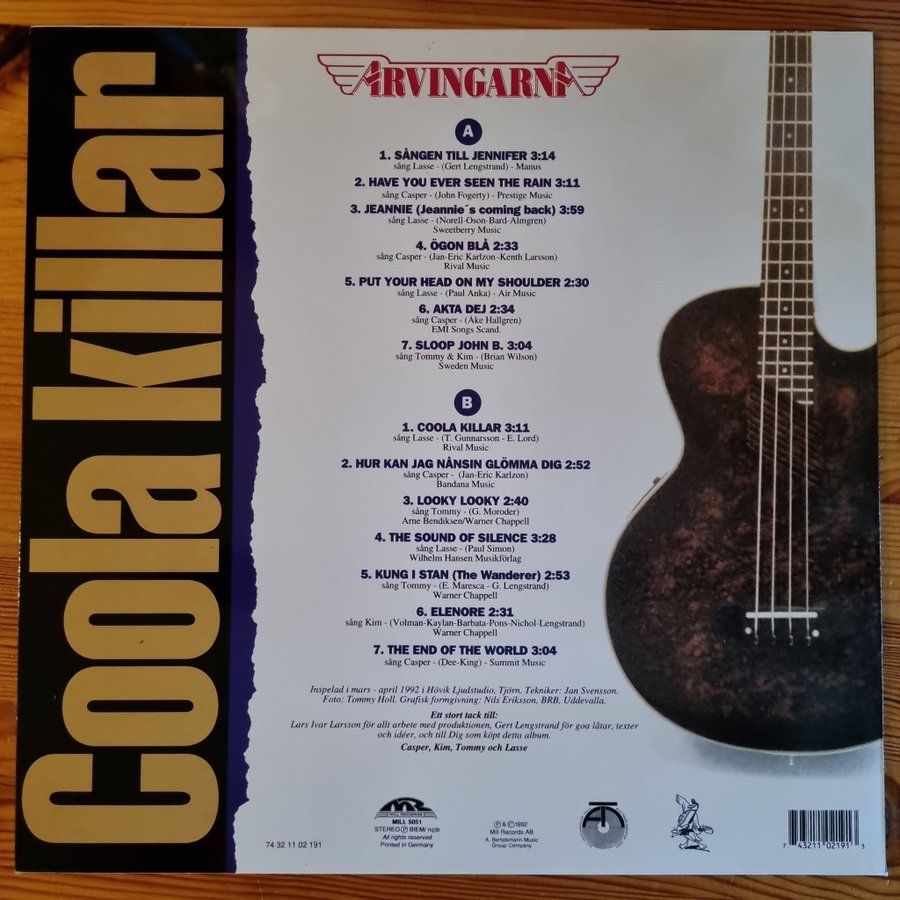 Coola killar
ARVINGARNA
A
1. SÅNGEN TILL JENNIFER 3:14
sång Lasse - (Gert Lengstrand) - Manus
2. HAVE YOU EVER SEEN THE RAIN 3:11
sång Casper - (John Fogerty) - Prestige Music
3. JEANNIE (Jeannie´s coming back) 3:59
sång Lasse - (Norell-Oson-Bard-Almgren)
Sweetberry Music
4. ÖGON BLÅ 2:33
sång Casper - (Jan-Eric Karlzon -Kenth Larsson)
Rival Music
5. PUT YOUR HEAD ON MY SHOULDER 2:30
sång Lasse - (Paul Anka) - Air Music
6. AKTA DEJ 2:34
sång Casper - (Åke Hallgren)
EMI Songs Scand.
7. SLOOP JOHN B. 3:04
sång Tommy & Kim - (Brian Wilson)
Sweden Music
B
1. COOLA KILLAR 3:11
sång Lasse - (T. Gunnarsson - E. Lord)
Rival Music
2. HUR KAN JAG NÅNSIN GLÖMMA DIG 2:52
sång Casper - (Jan-Eric Karlzon)
Bandana Music
3. LOOKY LOOKY 2:40
sång Tommy - (G. Moroder)
Arne Bendiksen/Warner Chappell
4. THE SOUND OF SILENCE 3:28
sång Lasse - (Paul Simon)
Wilhelm Hansen Musikförlag
5. KUNG I STAN (The Wanderer) 2:53
sång Tommy - (E. Maresca - G. Lengstrand)
Warner Chappell
6. ELENORE 2:31
sång Kim - (Volman-Kaylan-Barbata-Pons-Nichol-Lengstrand)
Warner Chappell
7. THE END OF THE WORLD 3:04
sång Casper - (Dee-King) - Summit Music
Inspelad i mars - april 1992 i Hövik Ljudstudio, Tjörn. Tekniker: Jan Svensson.
Foto: Tommy Holl. Grafisk formgivning: Nils Eriksson, BRB, Uddevalla.
Ett stort tack till:
Lars Ivar Larsson för allt arbete med produktionen, Gert Lengstrand för goa låtar, texter
och idéer, och till Dig som köpt detta album.
Casper, Kim, Tommy och Lasse
74 32 11 02 191
MR
MILL RECORDS
MILL 5051
STEREO Ⓟ BIEM/ n©b
All rights reserved
Printed in Germany
Ⓟ & © 1992
Mill Records AB
A. Bertelsmann Music
Group Company
7 43211 02191 3